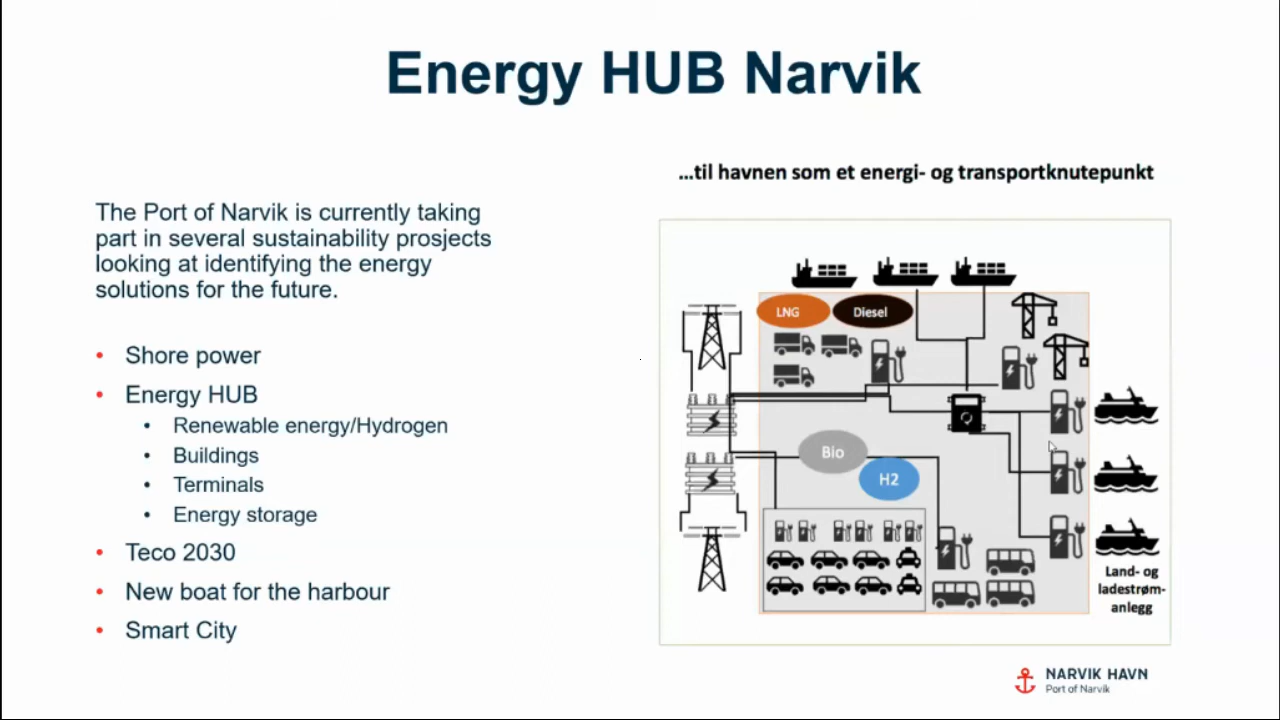 Energy HUB Narvik
...til havnen som et energi- og transportknutepunkt
The Port of Narvik is currently taking
part in several sustainability prosjects
looking at identifying the energy
solutions for the future.
• Shore power
• Energy HUB
• Renewable energy/Hydrogen
• Buildings
• Terminals
• Energy storage
• Teco 2030
• New boat for the harbour
• Smart City
LNG
Diesel
Bio
H2
Land- og
ladestrøm-
anlegg
NARVIK HAVN
Port of Narvik